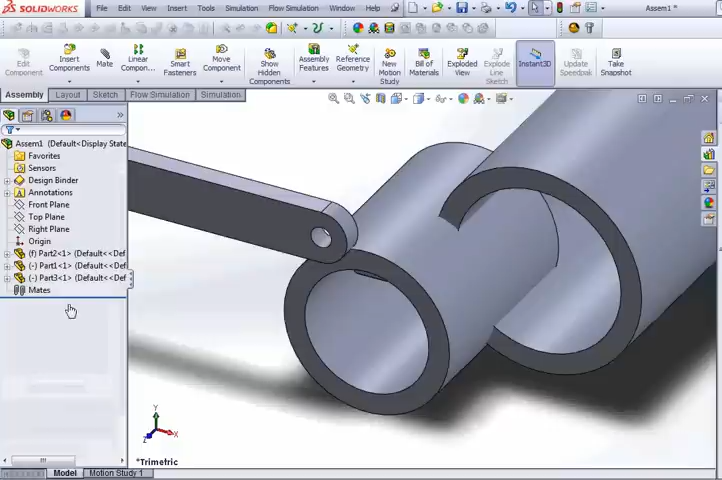 SOLIDWORKS File Edit View Insert Tools Simulation Flow Simulation Window Help Assem1 *
Edit Component Insert Components Mate Linear Compon... Smart Fasteners Move Component Show Hidden Components Assembly Features Reference Geometry New Motion Study Bill of Materials Exploded View Explode Line Sketch Instant3D Update Speedpak Take Snapshot
Assembly Layout Sketch Flow Simulation Simulation
Assem1 (Default<Display State
Favorites
Sensors
Design Binder
Annotations
Front Plane
Top Plane
Right Plane
Origin
(f) Part2<1> (Default<<Def
(-) Part1<1> (Default<<Def
(-) Part3<1> (Default<<Def
Mates
Y
X
Z
*Trimetric
Model Motion Study 1